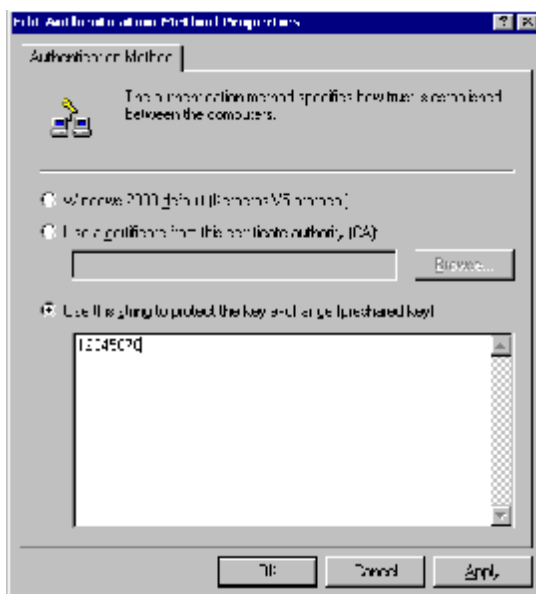 Edit Authentication Method Properties
Authentication Method
The authentication method specifies how trust is established
between the computers.
Windows 2000 default (Kerberos V5 protocol)
Use a certificate from this certificate authority (CA):
Browse...
Use this string to protect the key exchange (preshared key):
OK
Cancel
Apply